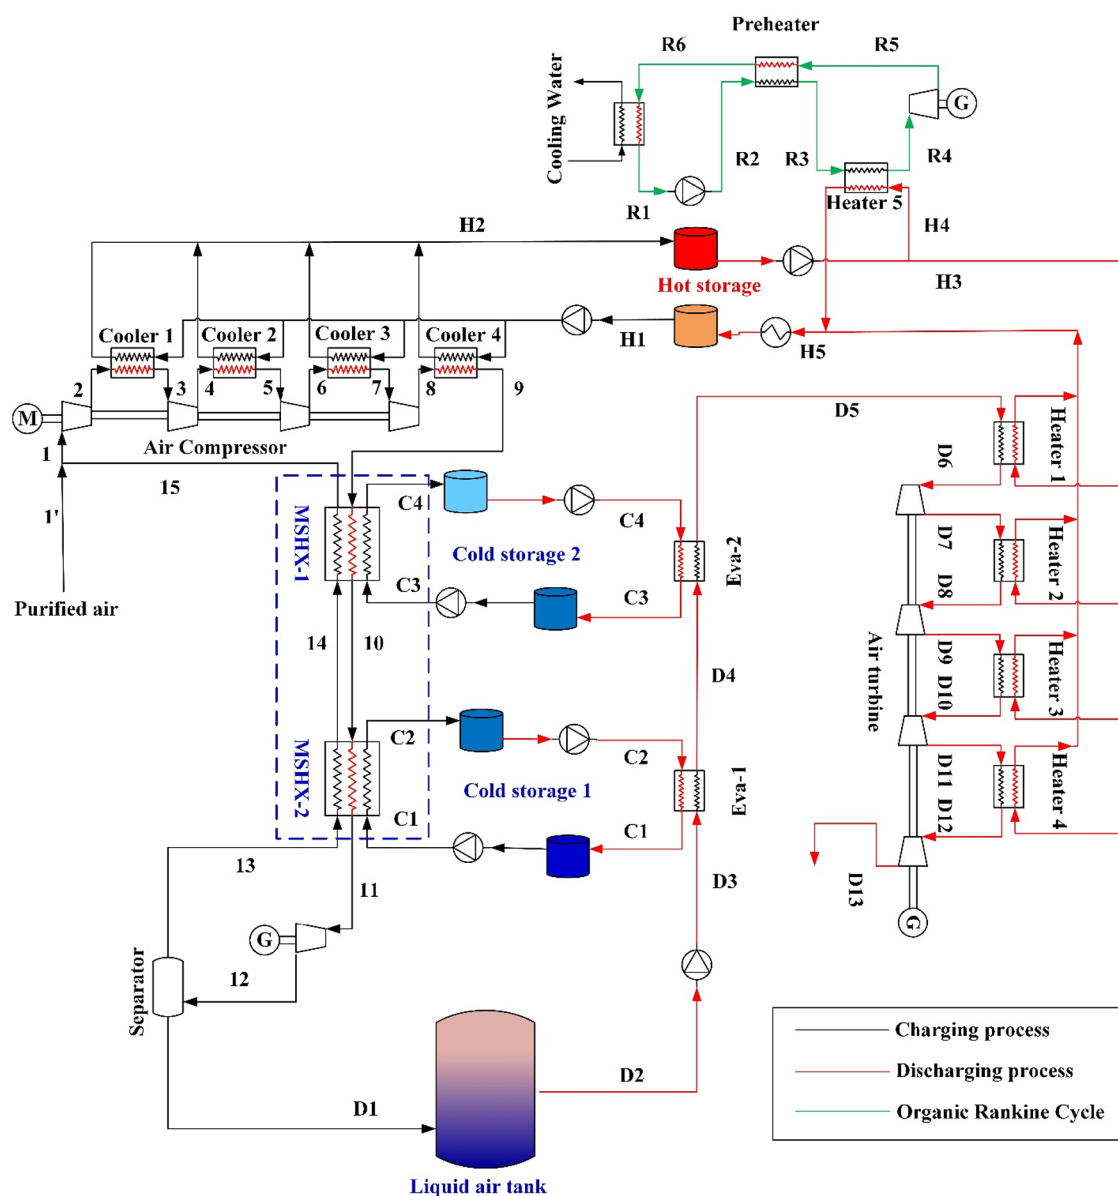 Preheater
R6
R5
G
Cooling Water
R2
R3
R4
R1
Heater 5
H2
H4
Hot storage
H3
Cooler 1
Cooler 2
Cooler 3
Cooler 4
H1
H5
2
3
4
5
6
7
8
9
M
D5
Heater 1
1
Air Compressor
D6
15
C4
C4
1'
MSHX-1
Cold storage 2
Eva-2
D7
Heater 2
C3
C3
D8
Purified air
14
10
D4
Air turbine
D9
Heater 3
D10
C2
C2
MSHX-2
Cold storage 1
Eva-1
D11
Heater 4
C1
C1
D12
13
11
D3
D13
G
G
Separator
12
Charging process
D2
Discharging process
D1
Organic Rankine Cycle
Liquid air tank